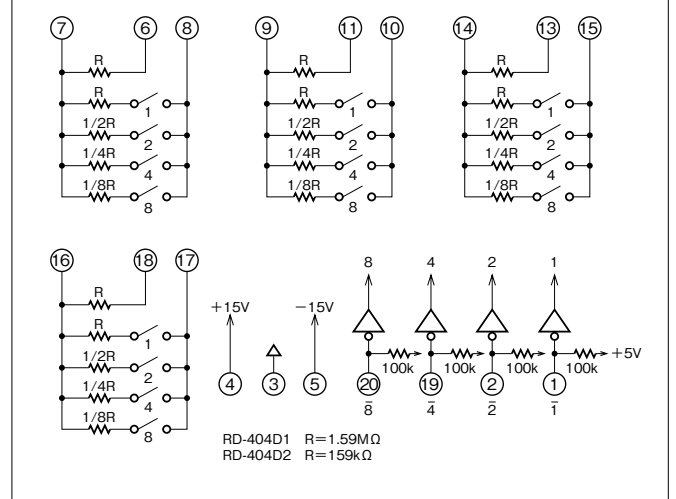 7 6 8 9 11 10 14 13 15
R R R
R 1 R 1 R 1
1/2R 2 1/2R 2 1/2R 2
1/4R 4 1/4R 4 1/4R 4
1/8R 8 1/8R 8 1/8R 8
16 18 17 8 4 2 1
R
+15V −15V
R 1
1/2R 2
100k 100k 100k 100k +5V
1/4R 4
4 3 5 20 19 2 1
8̅ 4̅ 2̅ 1̅
1/8R 8
RD-404D1 R=1.59MΩ
RD-404D2 R=159kΩ